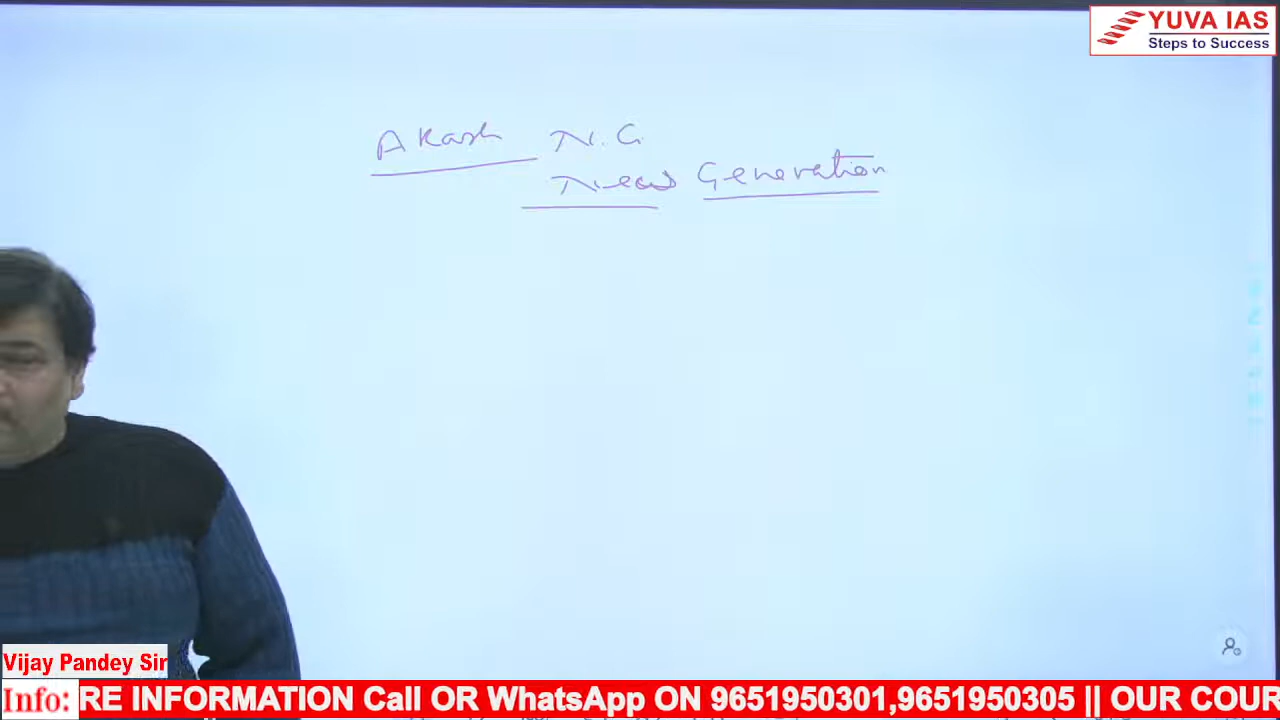 YUVA IAS
Steps to Success
Akash N.G
New Generation
Vijay Pandey Sir
Info: RE INFORMATION Call OR WhatsApp ON 9651950301,9651950305 || OUR COUR